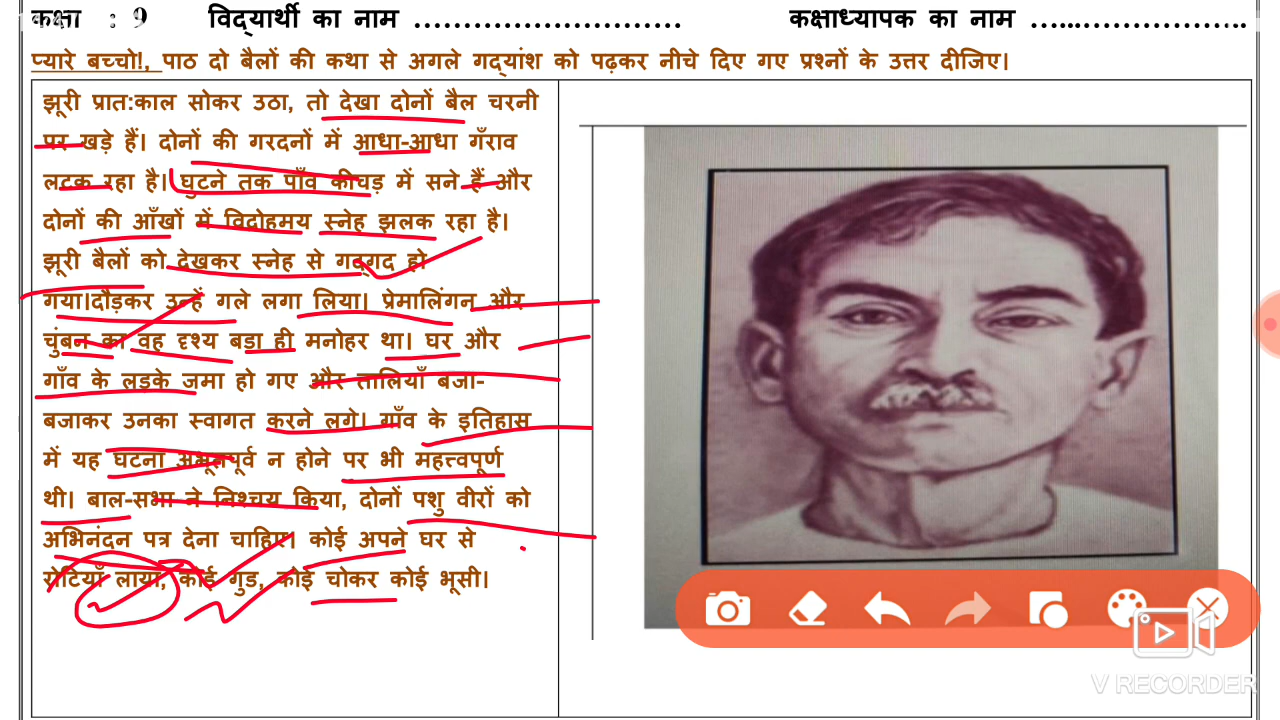 कक्षा : 9 विद्यार्थी का नाम ............................ कक्षाध्यापक का नाम ......................
प्यारे बच्चो!, पाठ दो बैलों की कथा से अगले गद्यांश को पढ़कर नीचे दिए गए प्रश्नों के उत्तर दीजिए।
झूरी प्रात:काल सोकर उठा, तो देखा दोनों बैल चरनी
पर खड़े हैं। दोनों की गरदनों में आधा-आधा गँराव
लटक रहा है। घुटने तक पाँव कीचड़ में सने हैं और
दोनों की आँखों में विदोहमय स्नेह झलक रहा है।
झूरी बैलों को देखकर स्नेह से गद्गद हो
गया।दौड़कर उन्हें गले लगा लिया। प्रेमालिंगन और
चुंबन का वह दृश्य बड़ा ही मनोहर था। घर और
गाँव के लड़के जमा हो गए और तालियाँ बजा-
बजाकर उनका स्वागत करने लगे। गाँव के इतिहास
में यह घटना अभूतपूर्व न होने पर भी महत्त्वपूर्ण
थी। बाल-सभा ने निश्चय किया, दोनों पशु वीरों को
अभिनंदन पत्र देना चाहिए। कोई अपने घर से
रोटियाँ लाया, कोई गुड, कोई चोकर कोई भूसी।
V RECORDER